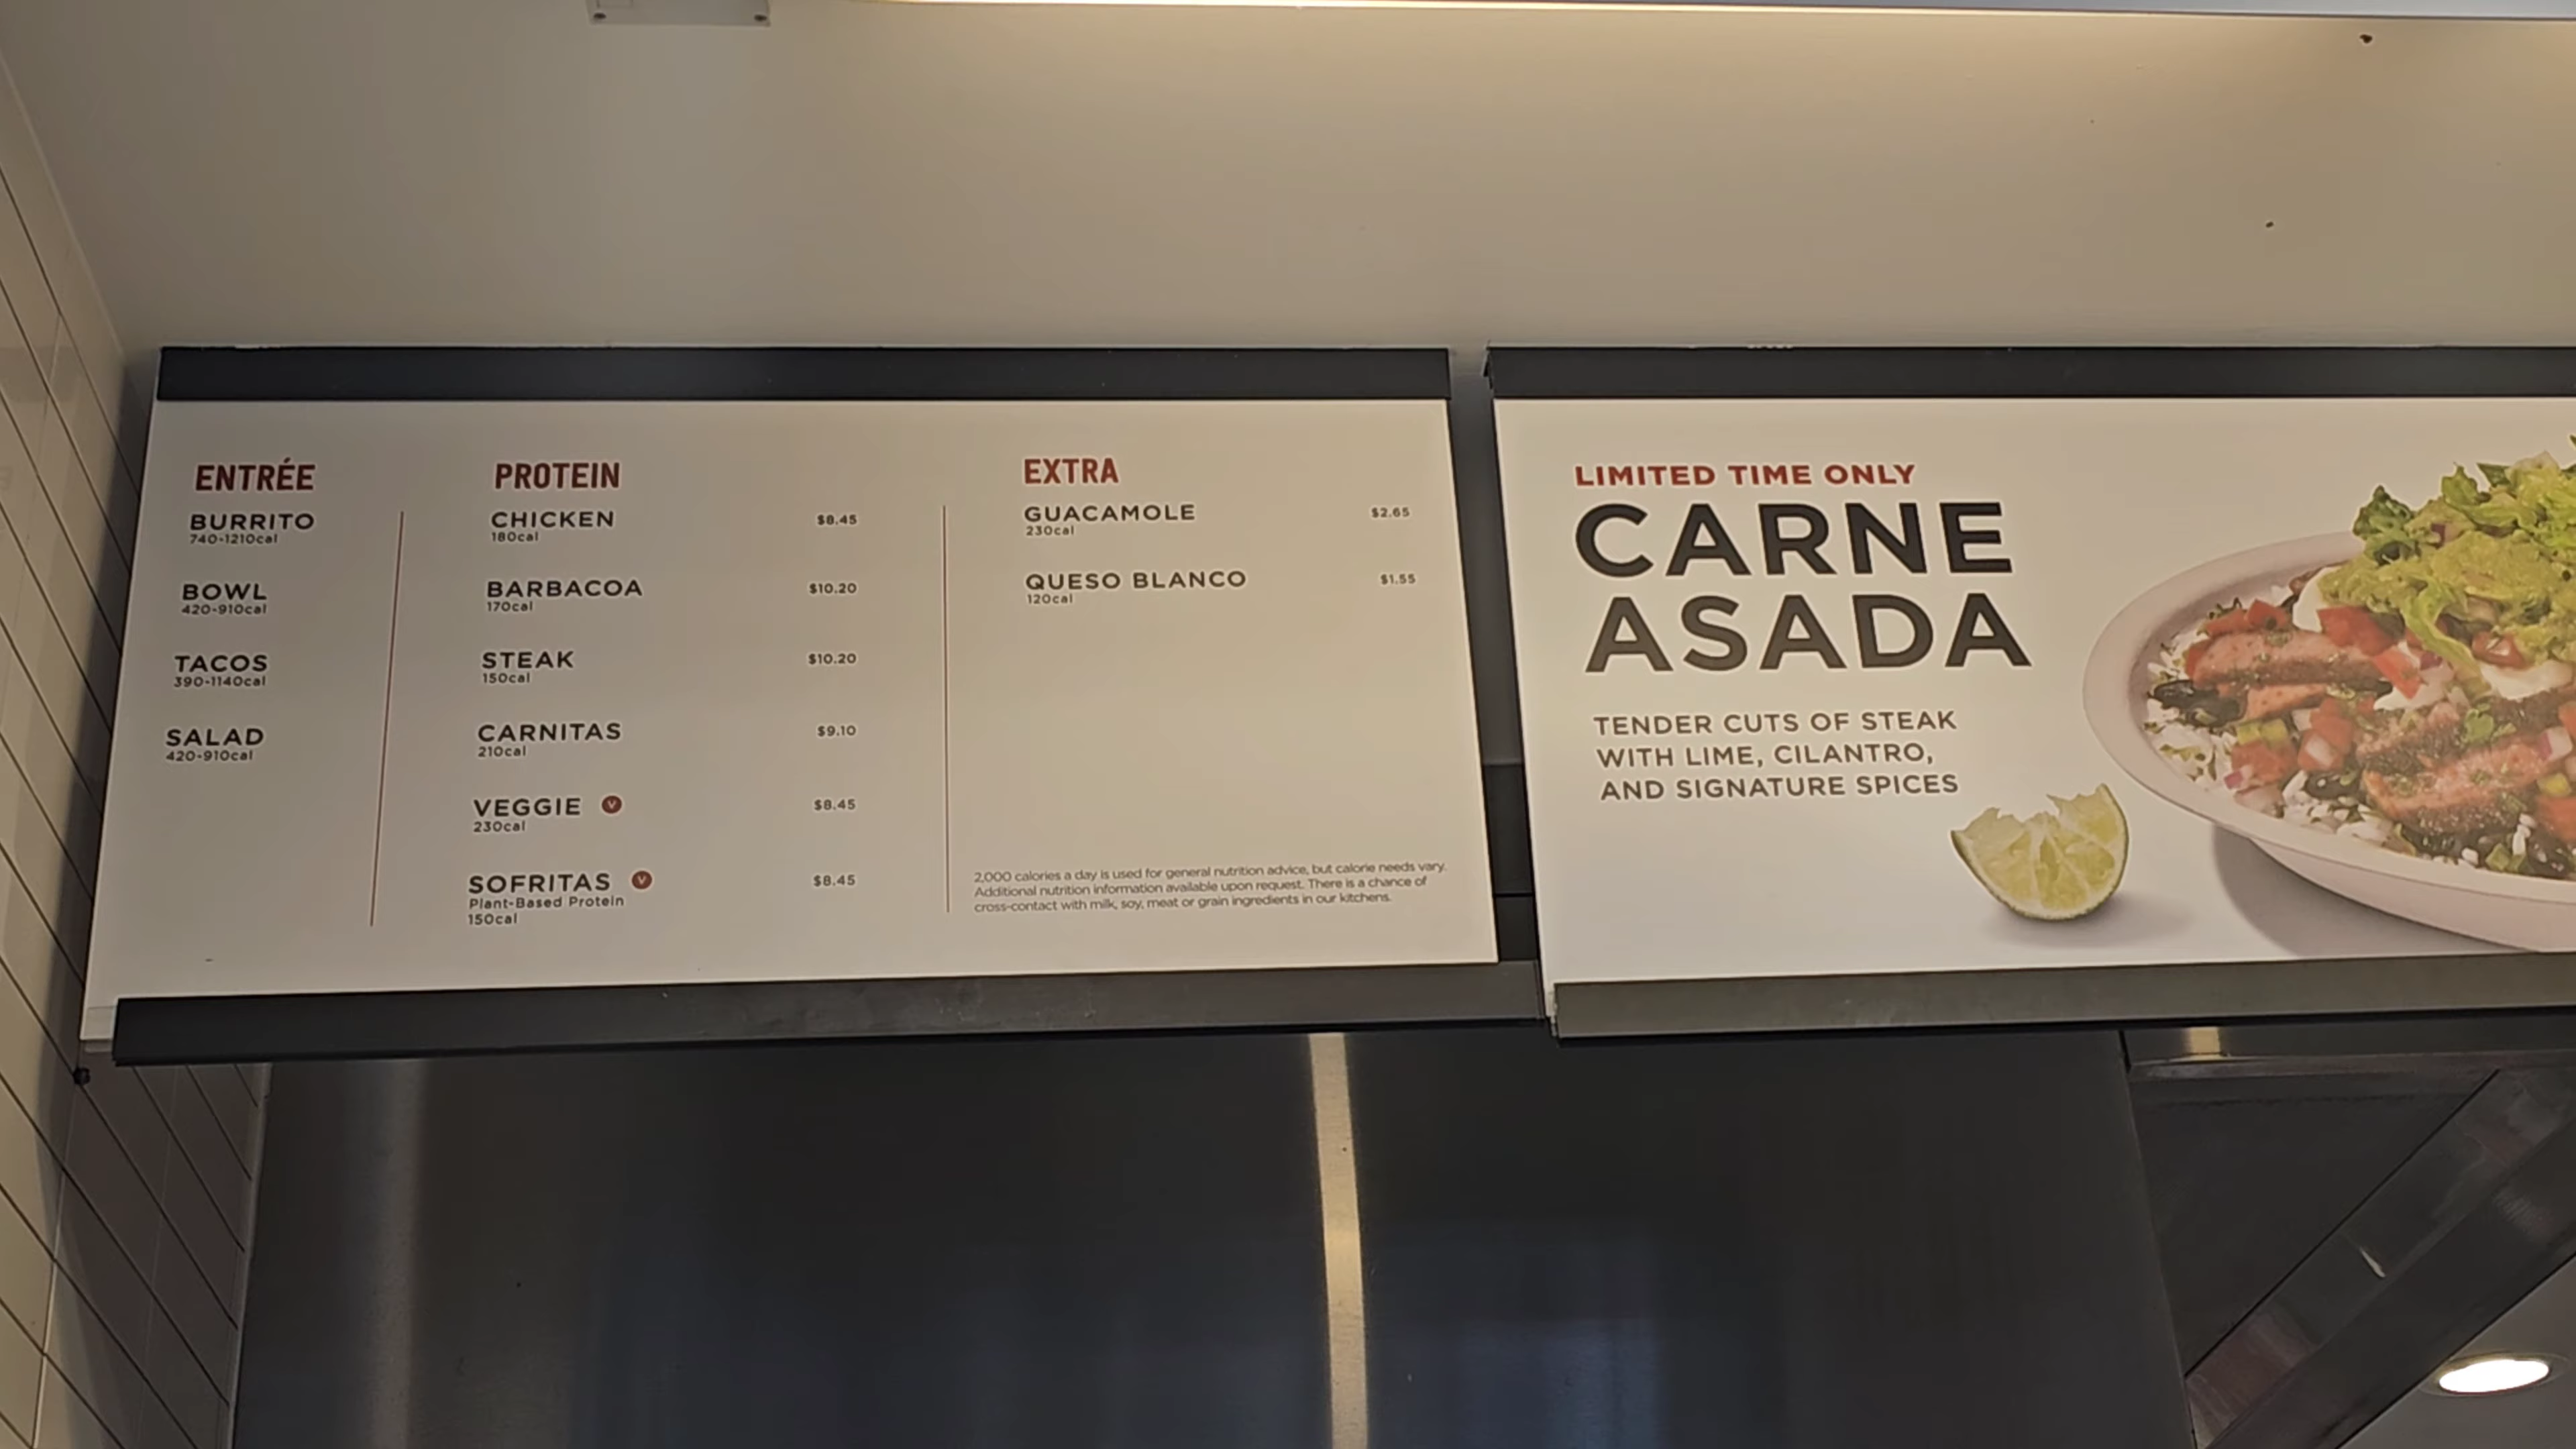 ENTRÉE
BURRITO
740-1210cal
BOWL
420-910cal
TACOS
390-1140cal
SALAD
420-910cal
PROTEIN
CHICKEN $8.45
180cal
BARBACOA $10.20
170cal
STEAK $10.20
150cal
CARNITAS $9.10
210cal
VEGGIE V $8.45
230cal
SOFRITAS V $8.45
Plant-Based Protein
150cal
EXTRA
GUACAMOLE $2.65
230cal
QUESO BLANCO $1.55
120cal
2,000 calories a day is used for general nutrition advice, but calorie needs vary.
Additional nutrition information available upon request. There is a chance of
cross-contact with milk, soy, meat or grain ingredients in our kitchens.
LIMITED TIME ONLY
CARNE
ASADA
TENDER CUTS OF STEAK
WITH LIME, CILANTRO,
AND SIGNATURE SPICES